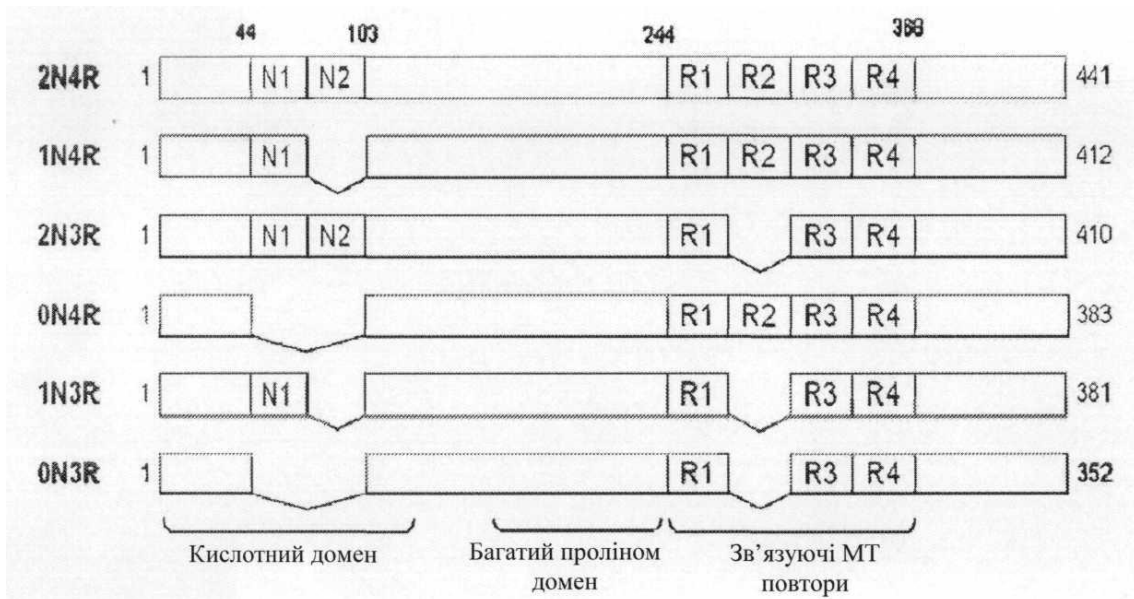 44 103 244 368
2N4R 1 N1 N2 R1 R2 R3 R4 441
1N4R 1 N1 R1 R2 R3 R4 412
2N3R 1 N1 N2 R1 R3 R4 410
0N4R 1 R1 R2 R3 R4 383
1N3R 1 N1 R1 R3 R4 381
0N3R 1 R1 R3 R4 352
Кислотний домен Багатий проліном Зв’язуючі МТ
домен повтори